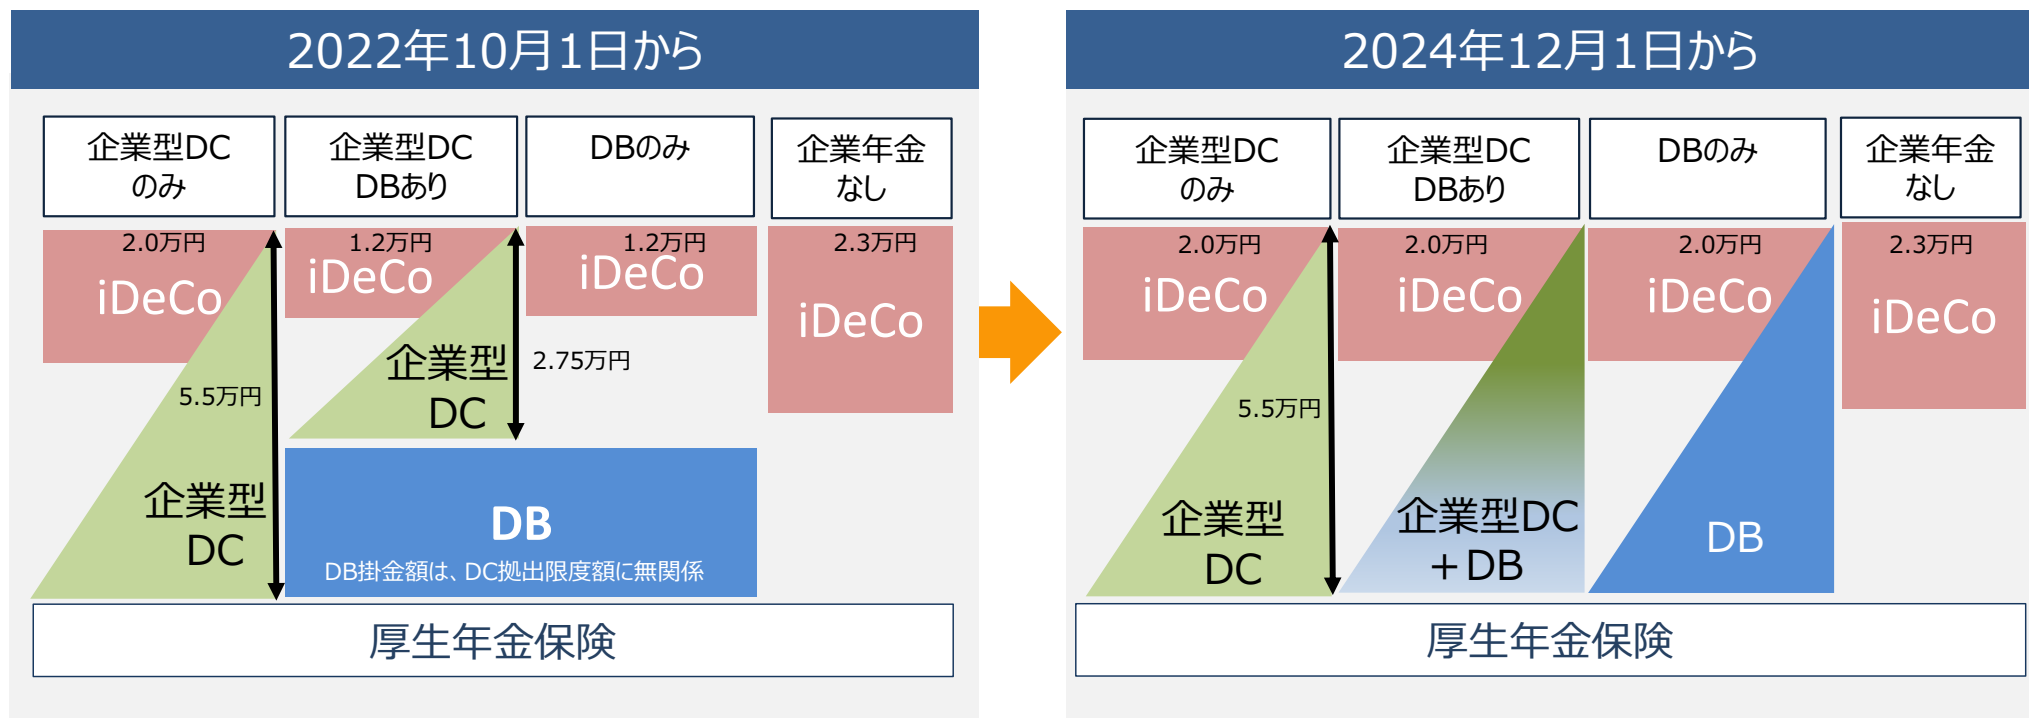 2022年10月1日から
企業型DC
のみ
企業型DC
DBあり
DBのみ
企業年金
なし
2.0万円
1.2万円
1.2万円
2.3万円
iDeCo
iDeCo
iDeCo
iDeCo
企業型
DC
2.75万円
5.5万円
企業型
DC
DB
DB掛金額は、DC拠出限度額に無関係
厚生年金保険
2024年12月1日から
企業型DC
のみ
企業型DC
DBあり
DBのみ
企業年金
なし
2.0万円
2.0万円
2.0万円
2.3万円
iDeCo
iDeCo
iDeCo
iDeCo
5.5万円
企業型
DC
企業型DC
+DB
DB
厚生年金保険